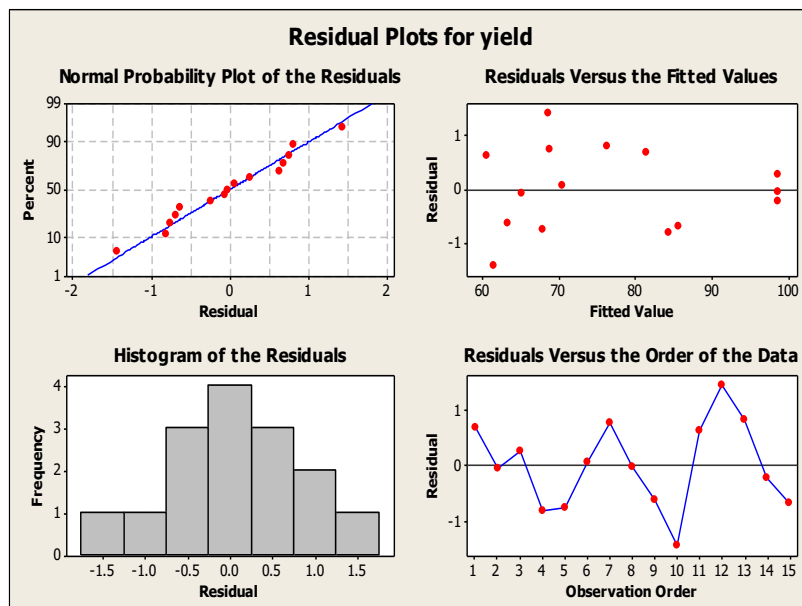 Residual Plots for yield
Normal Probability Plot of the Residuals
99
90
50
10
1
Percent
-2 -1 0 1 2
Residual
Residuals Versus the Fitted Values
1
0
-1
Residual
60 70 80 90 100
Fitted Value
Histogram of the Residuals
4
3
2
1
0
Frequency
-1.5 -1.0 -0.5 0.0 0.5 1.0 1.5
Residual
Residuals Versus the Order of the Data
1
0
-1
Residual
1 2 3 4 5 6 7 8 9 10 11 12 13 14 15
Observation Order